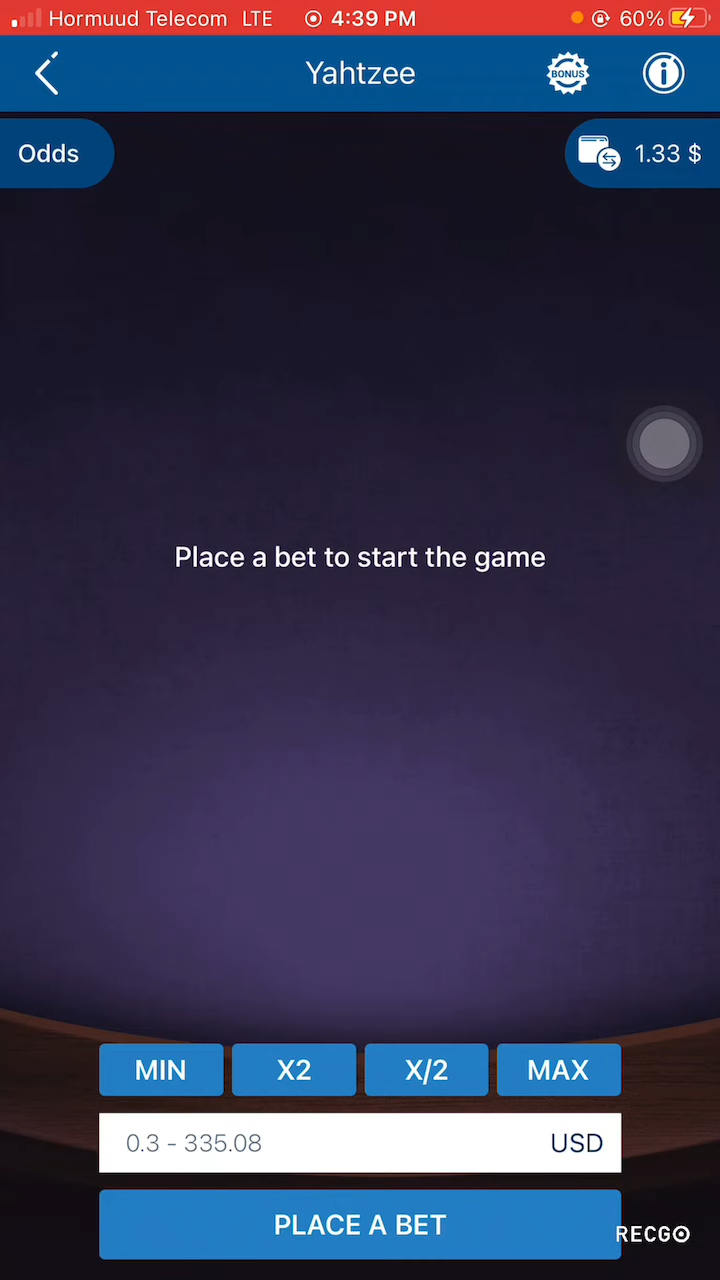 Hormuud Telecom LTE 4:39 PM 60%
Yahtzee BONUS
Odds 1.33 $
Place a bet to start the game
MIN X2 X/2 MAX
0.3 - 335.08 USD
PLACE A BET
RECGO